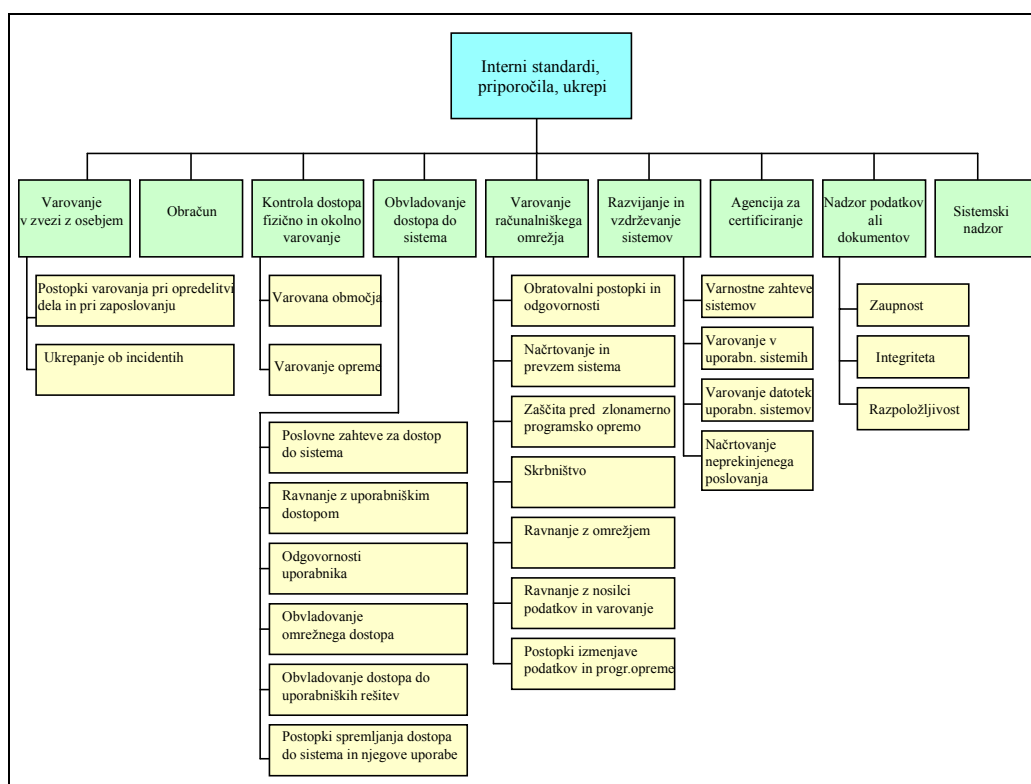 Interni standardi,
priporočila, ukrepi
Varovanje
v zvezi z osebjem
Obračun
Kontrola dostopa
fizično in okolno
varovanje
Obvladovanje
dostopa do
sistema
Varovanje
računalniškega
omrežja
Razvijanje in
vzdrževanje
sistemov
Agencija za
certificiranje
Nadzor podatkov
ali
dokumentov
Sistemski
nadzor
Postopki varovanja pri opredelitvi
dela in pri zaposlovanju
Ukrepanje ob incidentih
Varovana območja
Varovanje opreme
Poslovne zahteve za dostop
do sistema
Ravnanje z uporabniškim
dostopom
Odgovornosti
uporabnika
Obvladovanje
omrežnega dostopa
Obvladovanje dostopa do
uporabniških rešitev
Postopki spremljanja dostopa
do sistema in njegove uporabe
Obratovalni postopki in
odgovornosti
Načrtovanje in
prevzem sistema
Zaščita pred zlonamerno
programsko opremo
Skrbništvo
Ravnanje z omrežjem
Ravnanje z nosilci
podatkov in varovanje
Postopki izmenjave
podatkov in progr.opreme
Varnostne zahteve
sistemov
Varovanje v
uporabn. sistemih
Varovanje datotek
uporabn. sistemov
Načrtovanje
neprekinjenega
poslovanja
Zaupnost
Integriteta
Razpoložljivost